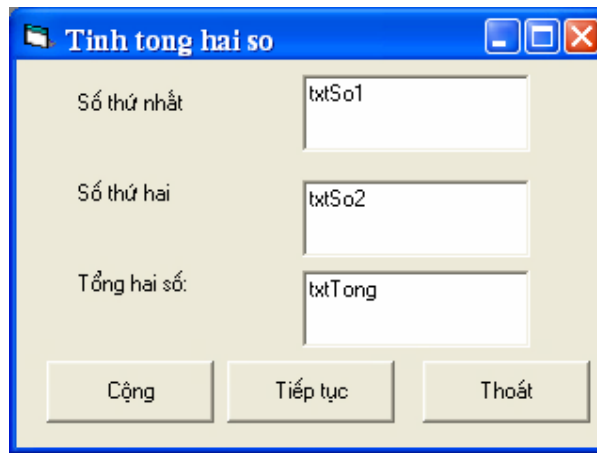 Tinh tong hai so
Số thứ nhất txtSo1
Số thứ hai txtSo2
Tổng hai số: txtTong
Cộng Tiếp tục Thoát